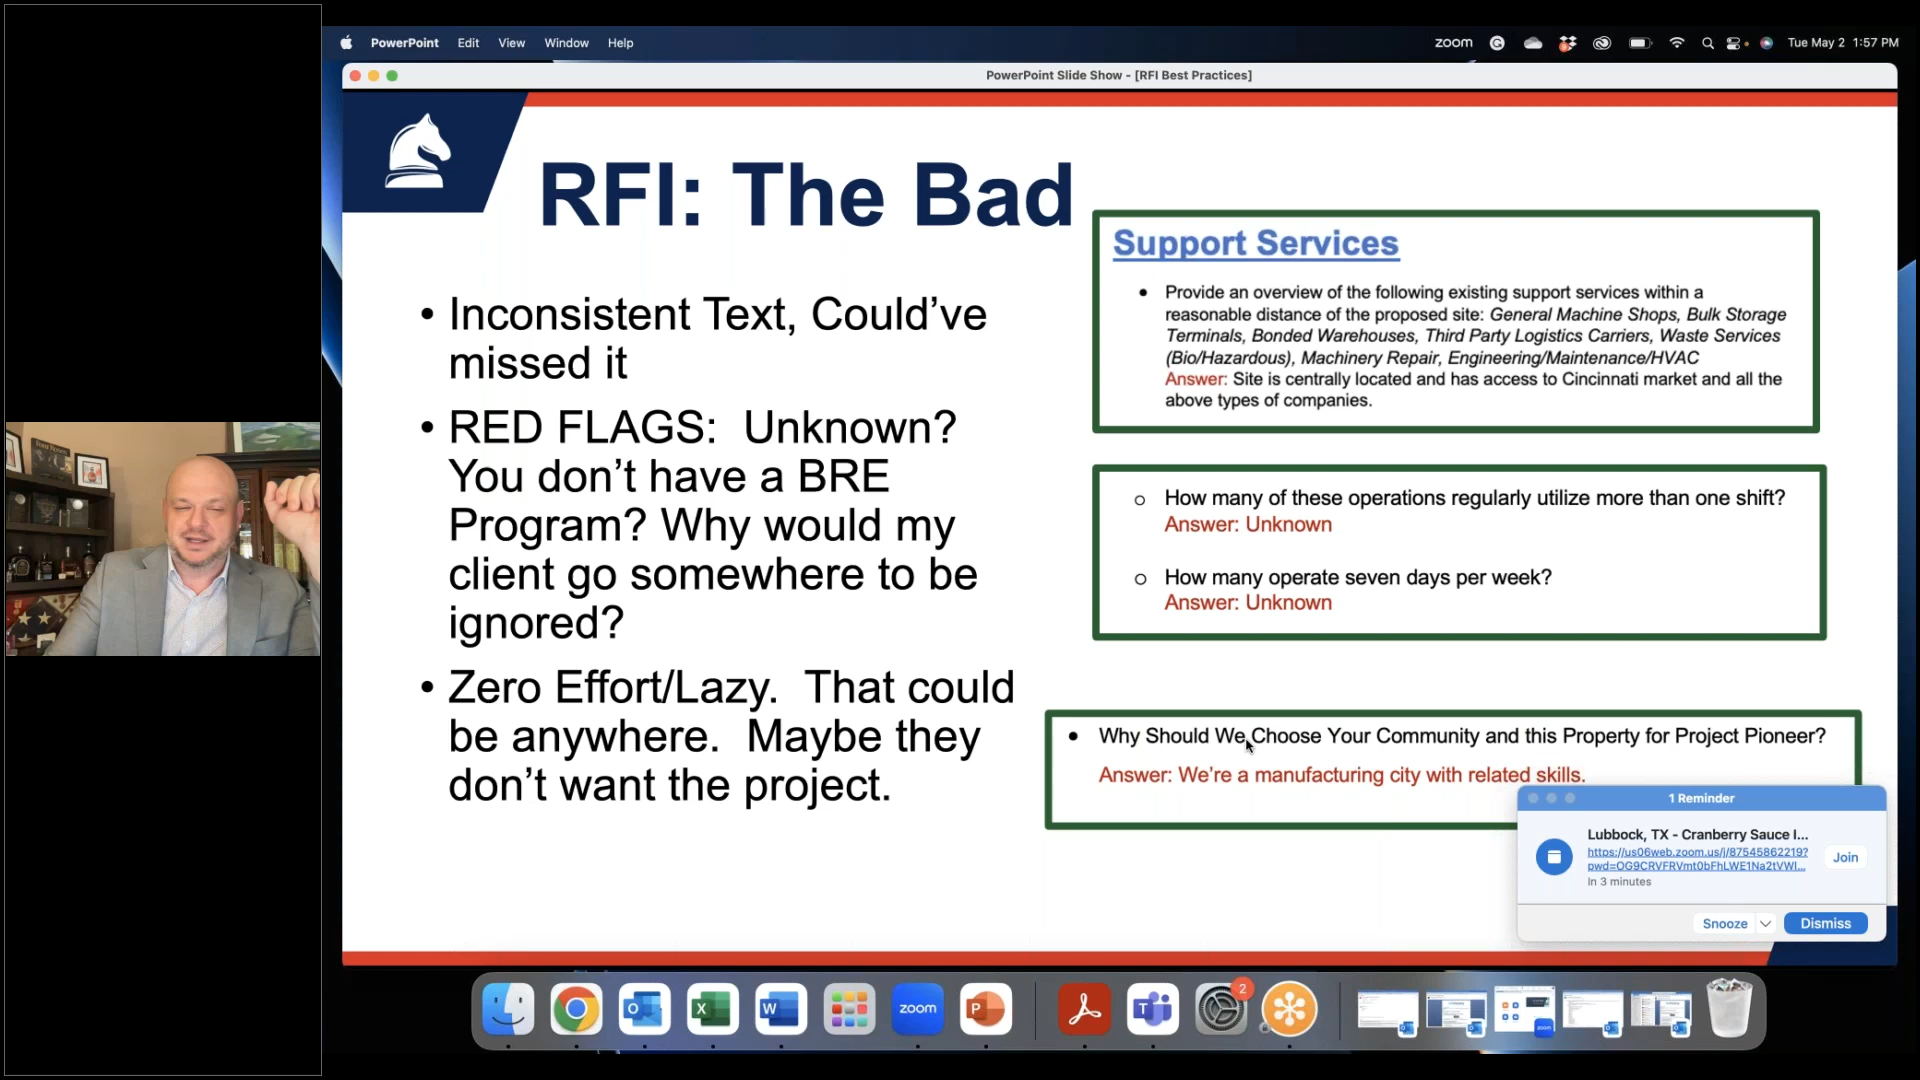 PowerPoint Edit View Window Help
zoom
Tue May 2 1:57 PM
PowerPoint Slide Show - [RFI Best Practices]
RFI: The Bad
• Inconsistent Text, Could've
missed it
• RED FLAGS: Unknown?
You don't have a BRE
Program? Why would my
client go somewhere to be
ignored?
• Zero Effort/Lazy. That could
be anywhere. Maybe they
don't want the project.
Support Services
• Provide an overview of the following existing support services within a
reasonable distance of the proposed site: General Machine Shops, Bulk Storage
Terminals, Bonded Warehouses, Third Party Logistics Carriers, Waste Services
(Bio/Hazardous), Machinery Repair, Engineering/Maintenance/HVAC
Answer: Site is centrally located and has access to Cincinnati market and all the
above types of companies.
o How many of these operations regularly utilize more than one shift?
Answer: Unknown
o How many operate seven days per week?
Answer: Unknown
• Why Should We Choose Your Community and this Property for Project Pioneer?
Answer: We're a manufacturing city with related skills.
1 Reminder
Lubbock, TX - Cranberry Sauce I...
https://us06web.zoom.us/j/87545862219?
pwd=OG9CRVFRVmt0bFhLWE1Na2tVWl...
In 3 minutes
Join
Snooze
Dismiss
zoom
2